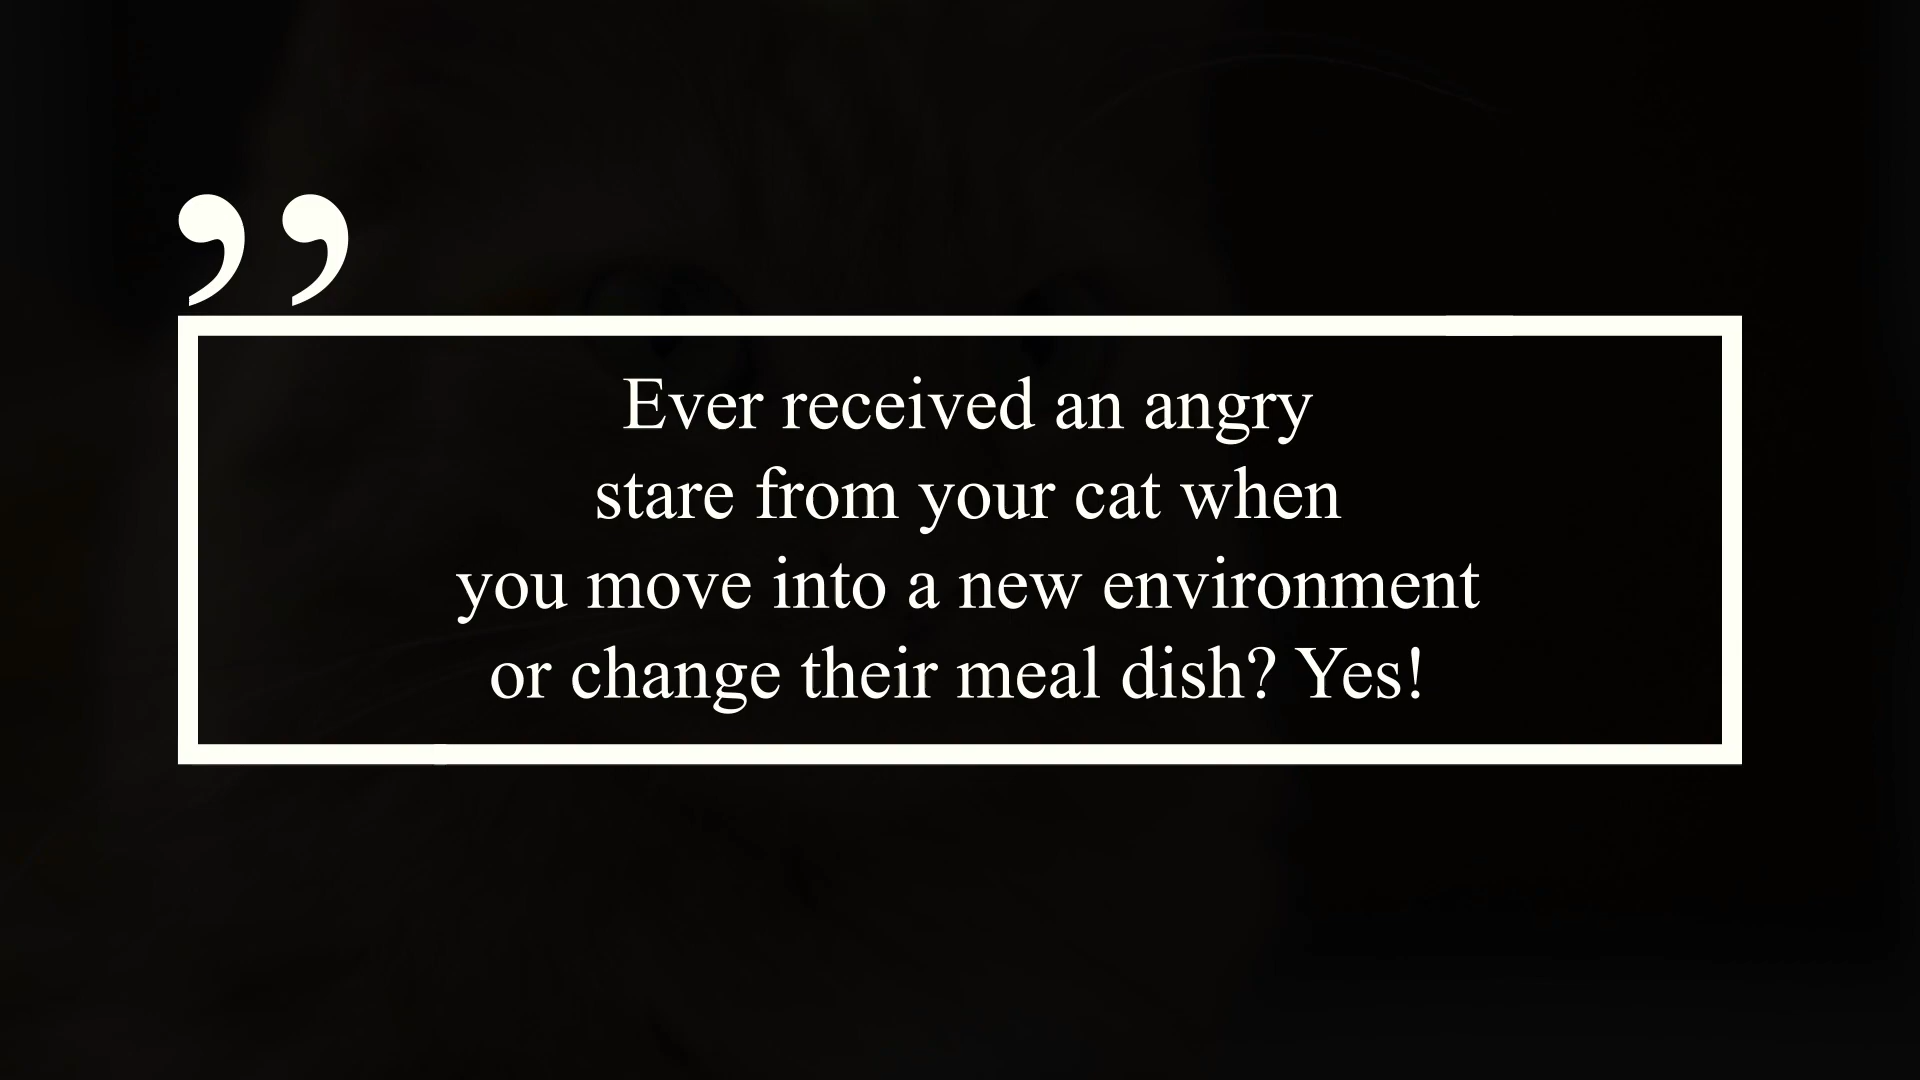 ”
Ever received an angry
stare from your cat when
you move into a new environment
or change their meal dish? Yes!